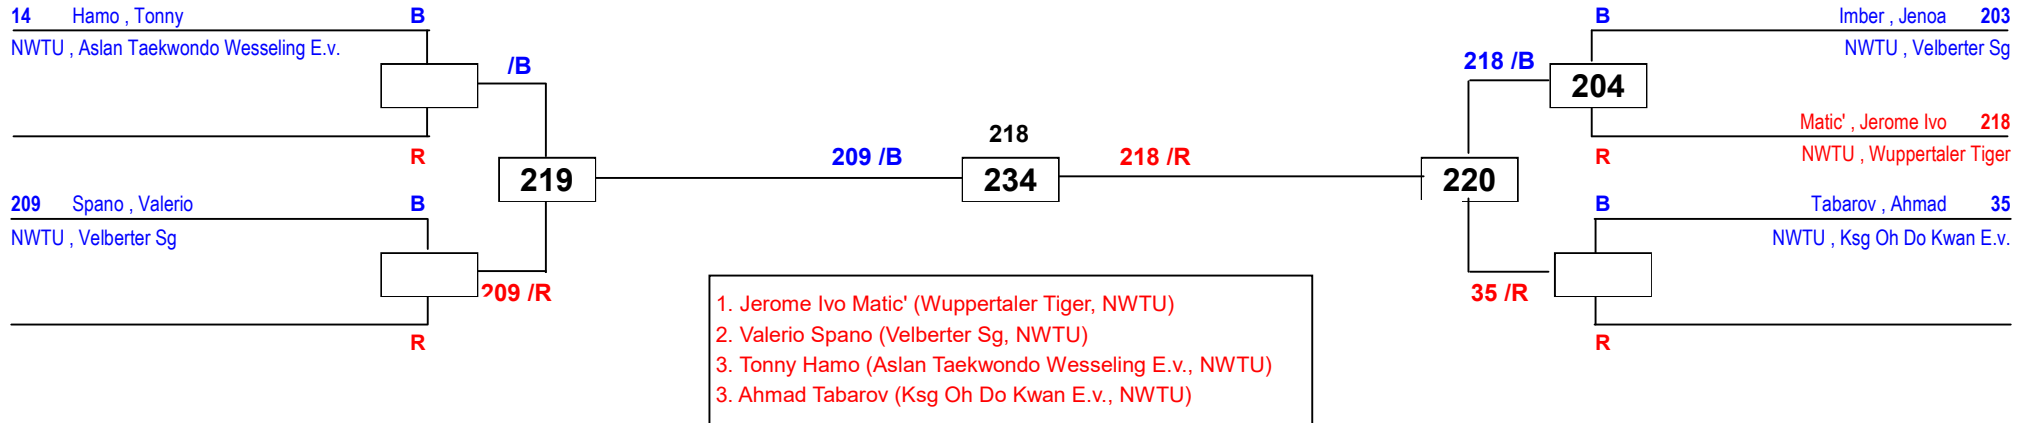 14 Hamo , Tonny B
NWTU , Aslan Taekwondo Wesseling E.v.
/B
R
219
209 Spano , Valerio B
NWTU , Velberter Sg
209 /R
R
209 /B
218
234
218 /R
B Imber , Jenoa 203
NWTU , Velberter Sg
218 /B
204
Matic' , Jerome Ivo 218
R NWTU , Wuppertaler Tiger
220
B Tabarov , Ahmad 35
NWTU , Ksg Oh Do Kwan E.v.
35 /R
R
1. Jerome Ivo Matic' (Wuppertaler Tiger, NWTU)
2. Valerio Spano (Velberter Sg, NWTU)
3. Tonny Hamo (Aslan Taekwondo Wesseling E.v., NWTU)
3. Ahmad Tabarov (Ksg Oh Do Kwan E.v., NWTU)